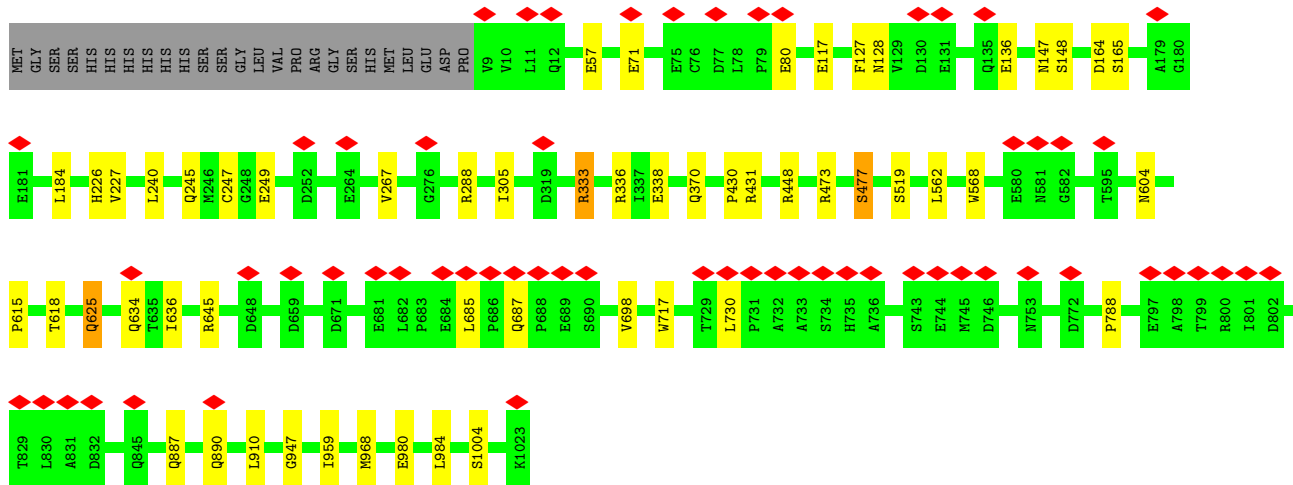 MET GLY SER SER HIS HIS HIS HIS HIS HIS SER SER GLY LEU VAL PRO ARG GLY SER HIS MET LEU GLU ASP PRO V9 V10 L11 Q12 E57 E71 E75 C76 D77 L78 P79 E80 E117 F127 N128 V129 D130 E131 Q135 E136 N147 S148 D164 S165 A179 G180
E181 L184 H226 V227 L240 Q245 M246 C247 G248 E249 D252 E264 V267 G276 R288 I305 D319 R333 R336 I337 E338 Q370 P430 R431 R448 R473 S477 S519 L562 W568 E580 N581 G582 T595 N604
P615 T618 Q625 Q634 T635 I636 R645 D648 D659 D671 E681 L682 P683 E684 L685 P686 Q687 P688 E689 S690 V698 W717 T729 L730 P731 A732 A733 S734 H735 A736 S743 E744 M745 D746 N753 D772 P788 E797 A798 T799 R800 I801 D802
T829 L830 A831 D832 Q845 Q887 Q890 L910 G947 I959 M968 E980 L984 S1004 K1023